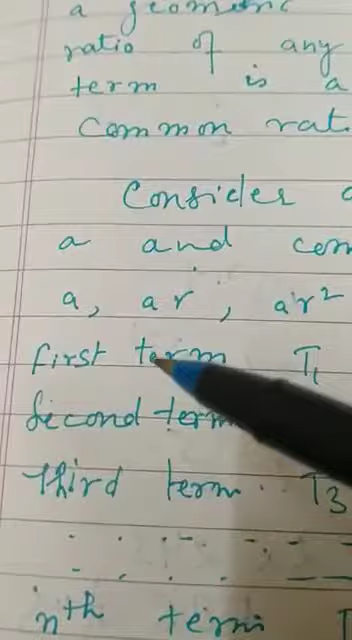 a geometric
ratio of any
term is a
Common rat
Consider a
a and com
a, ar, ar²
first term T₁
Second term
third term . T₃
nth term T